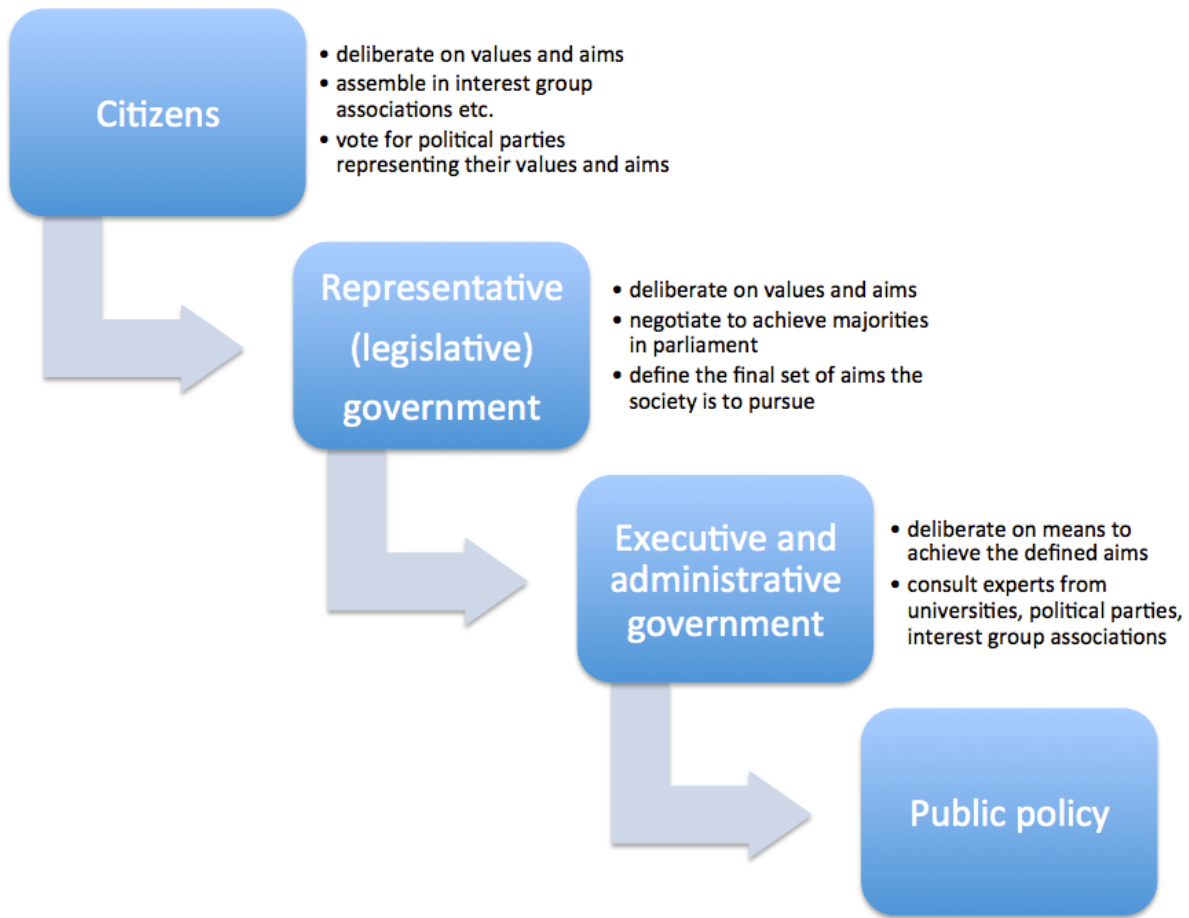 Citizens
• deliberate on values and aims
• assemble in interest group
associations etc.
• vote for political parties
representing their values and aims
Representative
(legislative)
government
• deliberate on values and aims
• negotiate to achieve majorities
in parliament
• define the final set of aims the
society is to pursue
Executive and
administrative
government
• deliberate on means to
achieve the defined aims
• consult experts from
universities, political parties,
interest group associations
Public policy